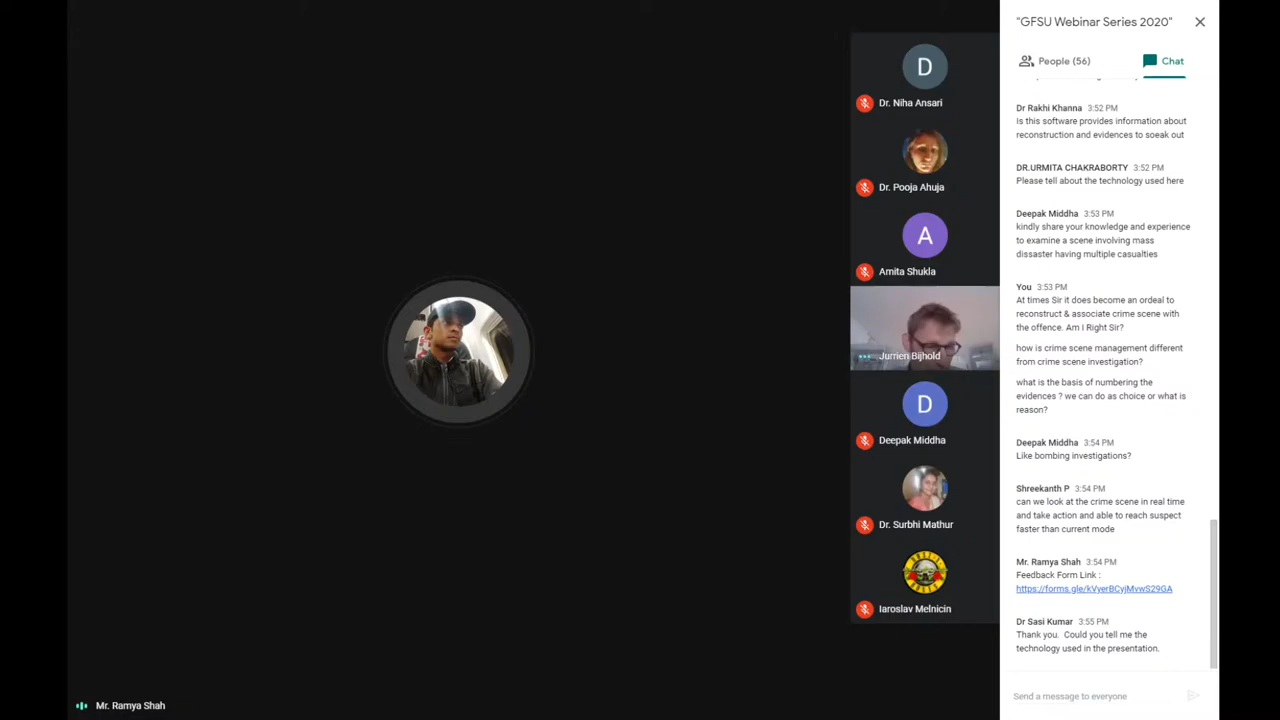 "GFSU Webinar Series 2020"
People (56)
Chat
D
Dr. Niha Ansari
Dr. Pooja Ahuja
A
Amita Shukla
Jurrien Bijhold
D
Deepak Middha
Dr. Surbhi Mathur
Iaroslav Melnicin
Mr. Ramya Shah
Dr Rakhi Khanna 3:52 PM
Is this software provides information about
reconstruction and evidences to soeak out
DR.URMITA CHAKRABORTY 3:52 PM
Please tell about the technology used here
Deepak Middha 3:53 PM
kindly share your knowledge and experience
to examine a scene involving mass
dissaster having multiple casualties
You 3:53 PM
At times Sir it does become an ordeal to
reconstruct & associate crime scene with
the offence. Am I Right Sir?
how is crime scene management different
from crime scene investigation?
what is the basis of numbering the
evidences ? we can do as choice or what is
reason?
Deepak Middha 3:54 PM
Like bombing investigations?
Shreekanth P 3:54 PM
can we look at the crime scene in real time
and take action and able to reach suspect
faster than current mode
Mr. Ramya Shah 3:54 PM
Feedback Form Link :
https://forms.gle/kVyerBCyjMvwS29GA
Dr Sasi Kumar 3:55 PM
Thank you. Could you tell me the
technology used in the presentation.
Send a message to everyone